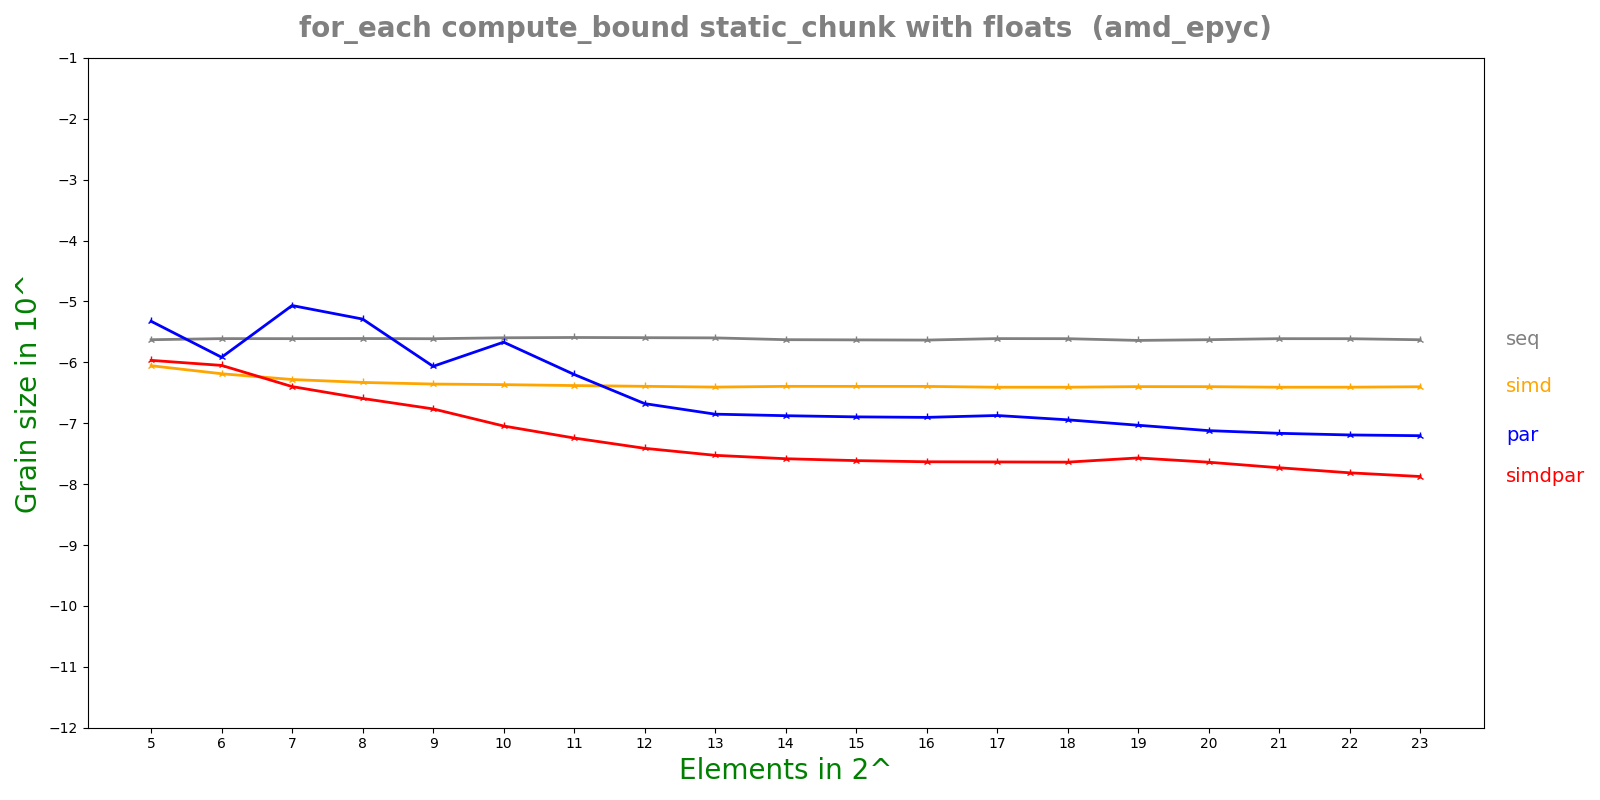 for_each compute_bound static_chunk with floats  (amd_epyc)
Grain size in 10^
−1
−2
−3
−4
−5
−6
−7
−8
−9
−10
−11
−12
seq
simd
par
simdpar
5 6 7 8 9 10 11 12 13 14 15 16 17 18 19 20 21 22 23
Elements in 2^